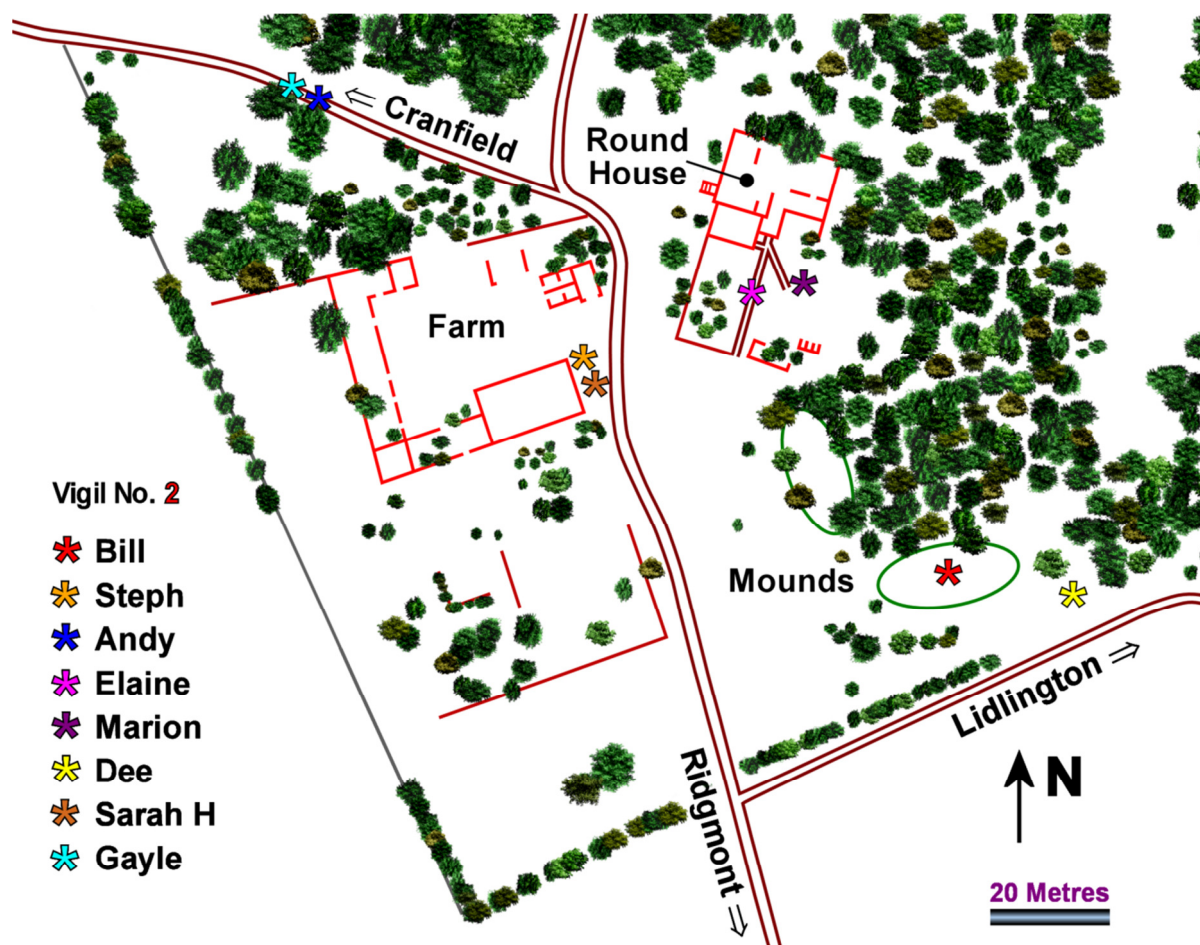 ⇐ Cranfield
Round
House
Farm
Vigil No. 2
Bill
Steph
Andy
Elaine
Marion
Dee
Sarah H
Gayle
Mounds
Lidlington ⇒
Ridgmont ⇒
N
20 Metres